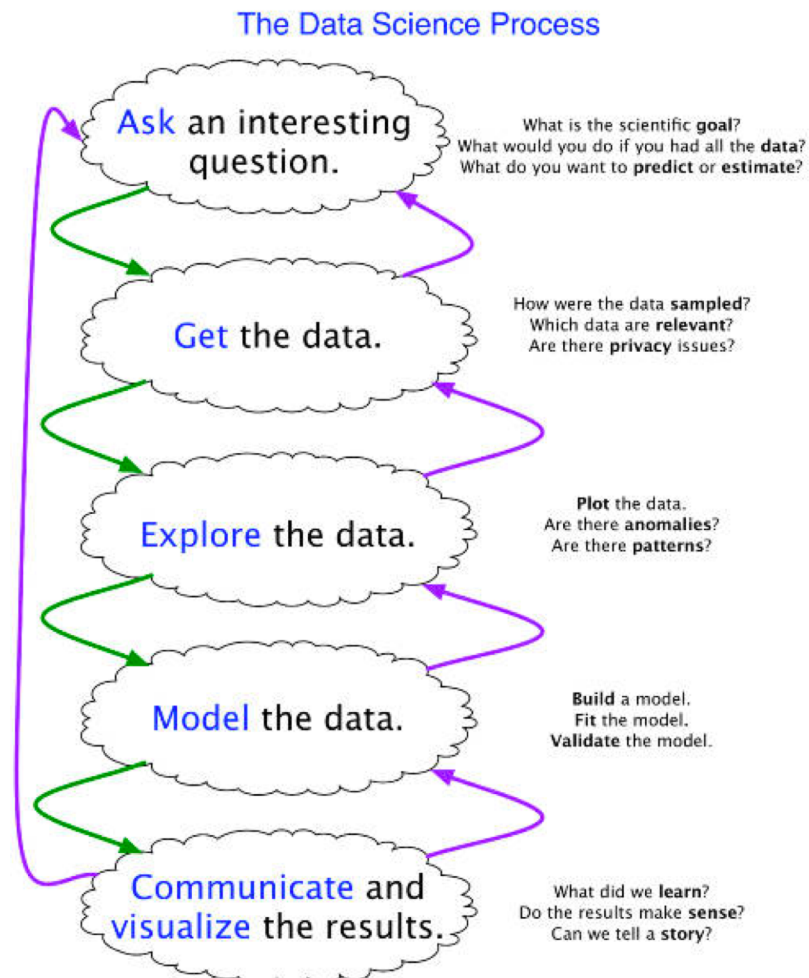 The Data Science Process
Ask an interesting
question.
What is the scientific goal?
What would you do if you had all the data?
What do you want to predict or estimate?
Get the data.
How were the data sampled?
Which data are relevant?
Are there privacy issues?
Explore the data.
Plot the data.
Are there anomalies?
Are there patterns?
Model the data.
Build a model.
Fit the model.
Validate the model.
Communicate and
visualize the results.
What did we learn?
Do the results make sense?
Can we tell a story?